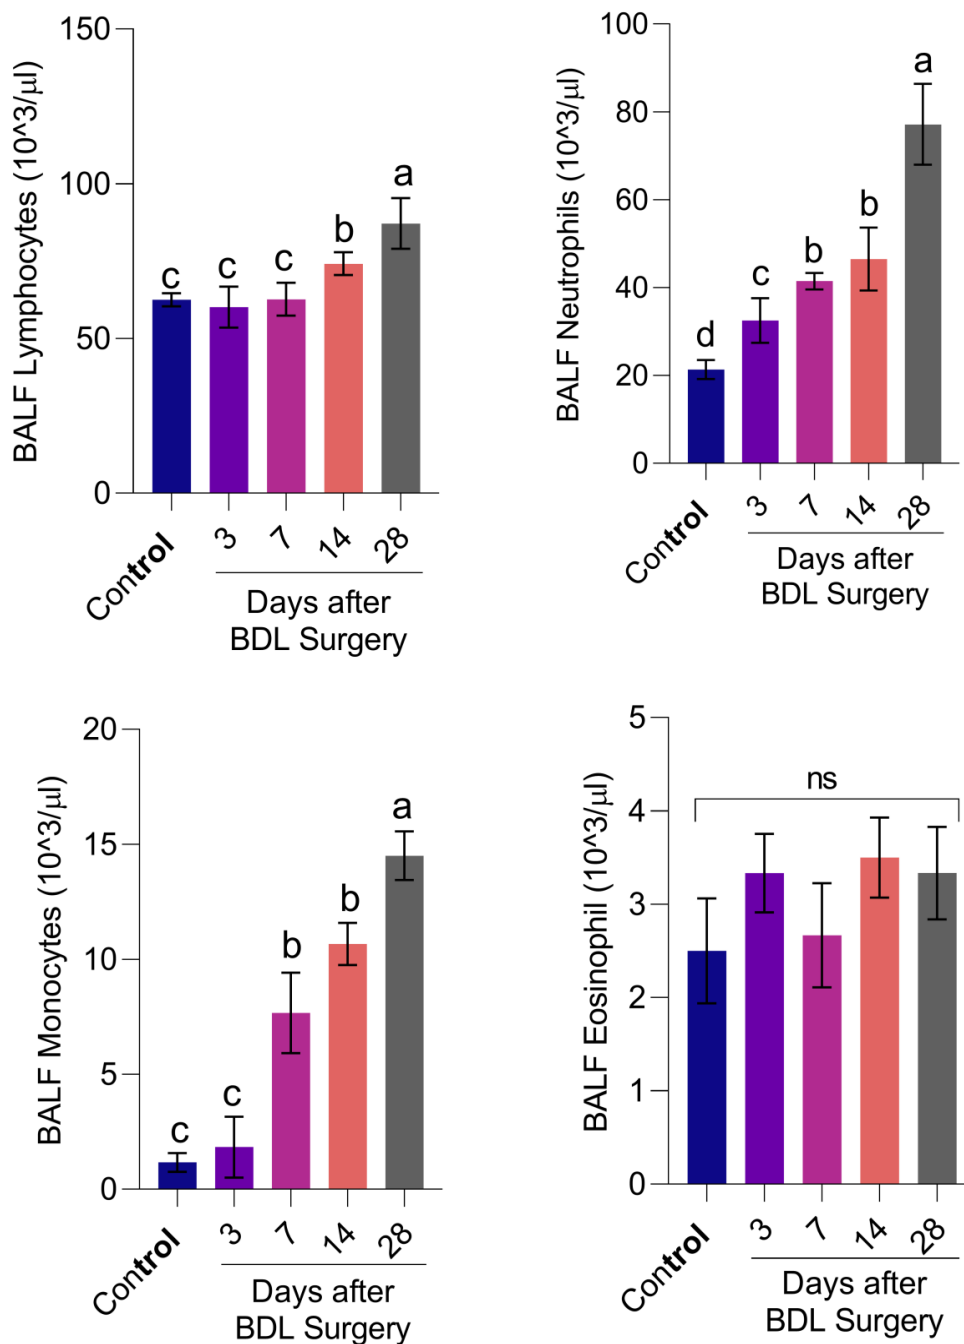 BALF Lymphocytes (10^3/µl)
150
100
50
0
c
c
c
b
a
Control
3
7
14
28
Days after
BDL Surgery
BALF Neutrophils (10^3/µl)
100
80
60
40
20
0
d
c
b
b
a
Control
3
7
14
28
Days after
BDL Surgery
BALF Monocytes (10^3/µl)
20
15
10
5
0
c
c
b
b
a
Control
3
7
14
28
Days after
BDL Surgery
BALF Eosinophil (10^3/µl)
5
4
3
2
1
0
ns
Control
3
7
14
28
Days after
BDL Surgery